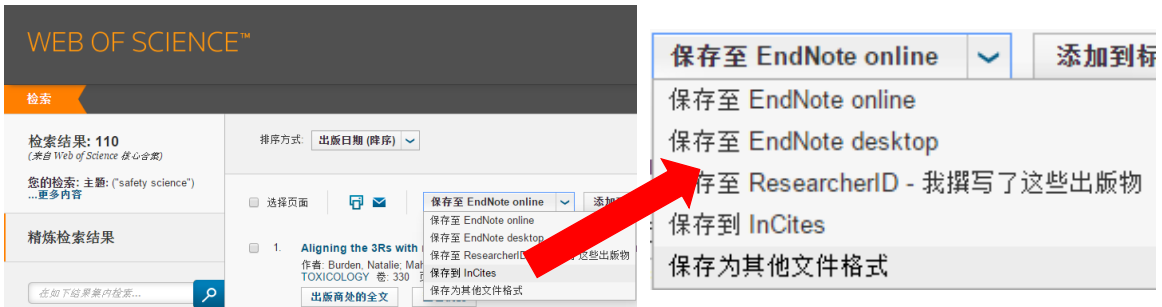 WEB OF SCIENCE™
检索
检索结果: 110
(来自 Web of Science 核心合集)
您的检索: 主题: ("safety science")
...更多内容
精炼检索结果
在如下结果集内检索...
排序方式: 出版日期 (降序)
选择页面
保存至 EndNote online
添加
保存至 EndNote online
保存至 EndNote desktop
保存至 ResearcherID
了这些出版物
保存到 InCites
保存为其他文件格式
1. Aligning the 3Rs with
作者: Burden, Natalie;
TOXICOLOGY 卷: 330
出版商处的全文
保存至 EndNote online
添加到标
保存至 EndNote online
保存至 EndNote desktop
存至 ResearcherID - 我撰写了这些出版物
保存到 InCites
保存为其他文件格式